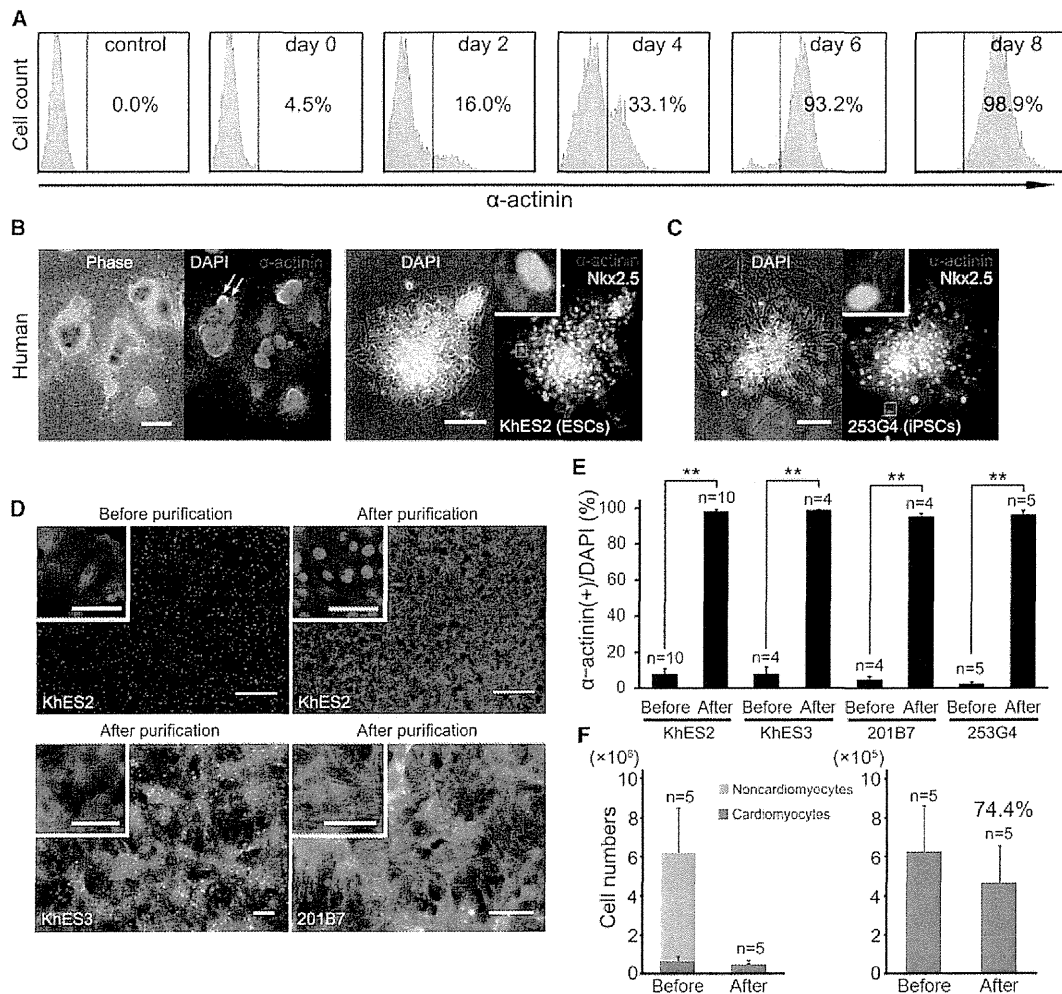 A
control
day 0
day 2
day 4
day 6
day 8
0.0%
4.5%
16.0%
33.1%
93.2%
98.9%
Cell count
α-actinin
B
C
Human
Phase
DAPI
α-actinin
DAPI
α-actinin
Nkx2.5
KhES2 (ESCs)
DAPI
α-actinin
Nkx2.5
253G4 (iPSCs)
D
Before purification
After purification
KhES2
KhES2
After purification
After purification
KhES3
201B7
E
α-actinin(+)/DAPI (%)
100
80
60
40
20
0
**
**
**
**
n=10
n=10
n=4
n=4
n=4
n=4
n=5
n=5
Before After Before After Before After Before After
KhES2 KhES3 201B7 253G4
F
(×10⁶)
Cell numbers
10
8
6
4
2
0
n=5
n=5
Noncardiomyocytes
Cardiomyocytes
Before After
(×10⁵)
10
8
6
4
2
0
n=5
74.4%
n=5
Before After